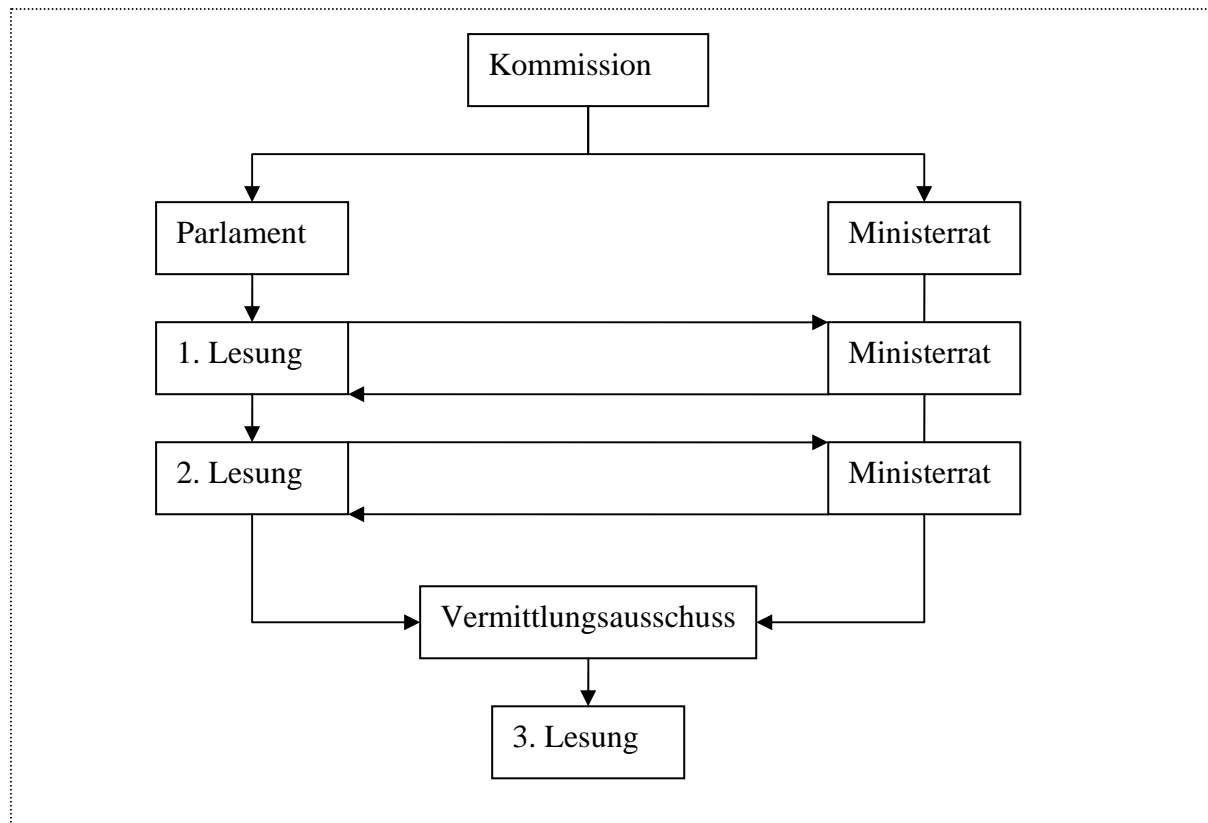 Kommission
Parlament
Ministerrat
1. Lesung
Ministerrat
2. Lesung
Ministerrat
Vermittlungsausschuss
3. Lesung